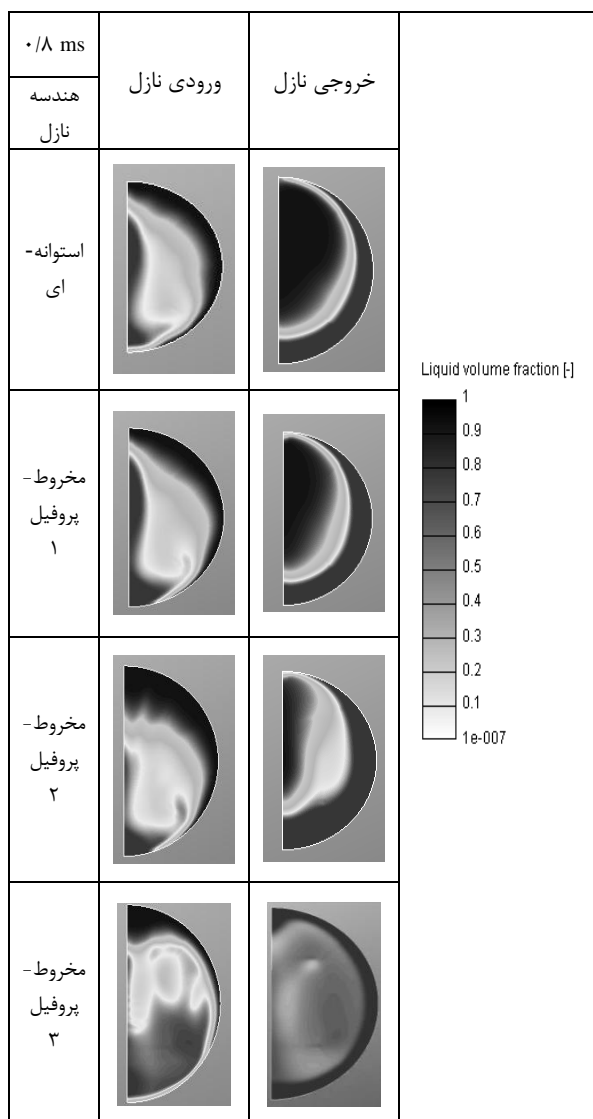 ۰/۸ ms
هندسه
نازل
ورودی نازل
خروجی نازل
استوانه-
ای
مخروط-
پروفیل
۱
مخروط-
پروفیل
۲
مخروط-
پروفیل
۳
Liquid volume fraction [-]
1
0.9
0.8
0.7
0.6
0.5
0.4
0.3
0.2
0.1
1e-007